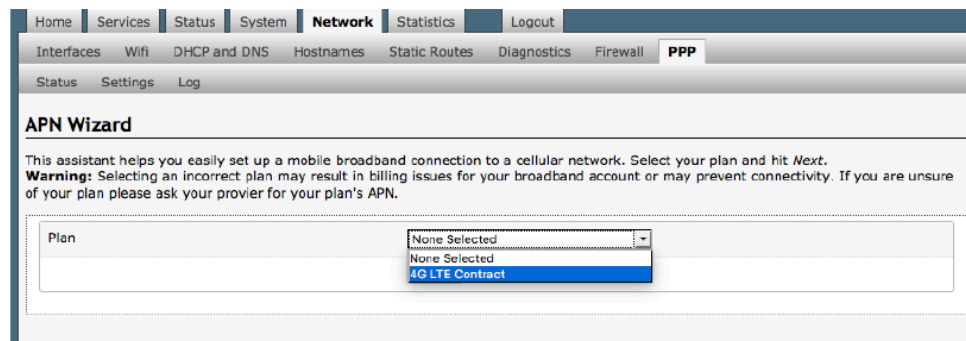 Home Services Status System Network Statistics Logout
Interfaces Wifi DHCP and DNS Hostnames Static Routes Diagnostics Firewall PPP
Status Settings Log
APN Wizard
This assistant helps you easily set up a mobile broadband connection to a cellular network. Select your plan and hit Next.
Warning: Selecting an incorrect plan may result in billing issues for your broadband account or may prevent connectivity. If you are unsure
of your plan please ask your provier for your plan's APN.
Plan None Selected
None Selected
4G LTE Contract